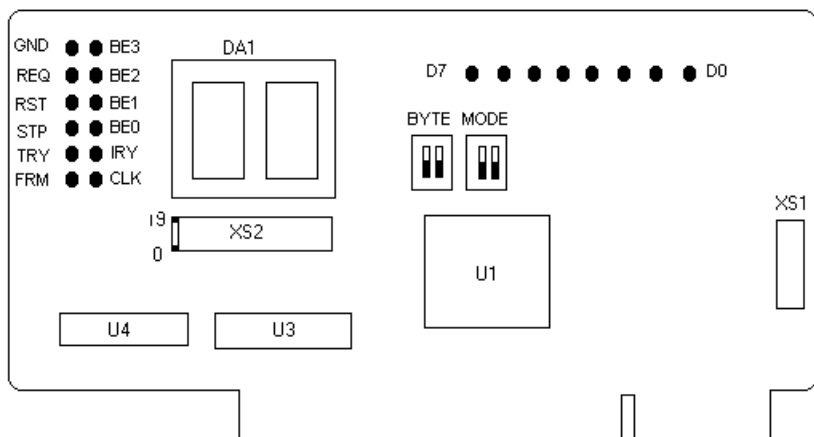 GND BE3
REQ BE2
RST BE1
STP BE0
TRY IRY
FRM CLK
DA1
D7 D0
BYTE MODE
19
XS2
0
XS1
U1
U4
U3